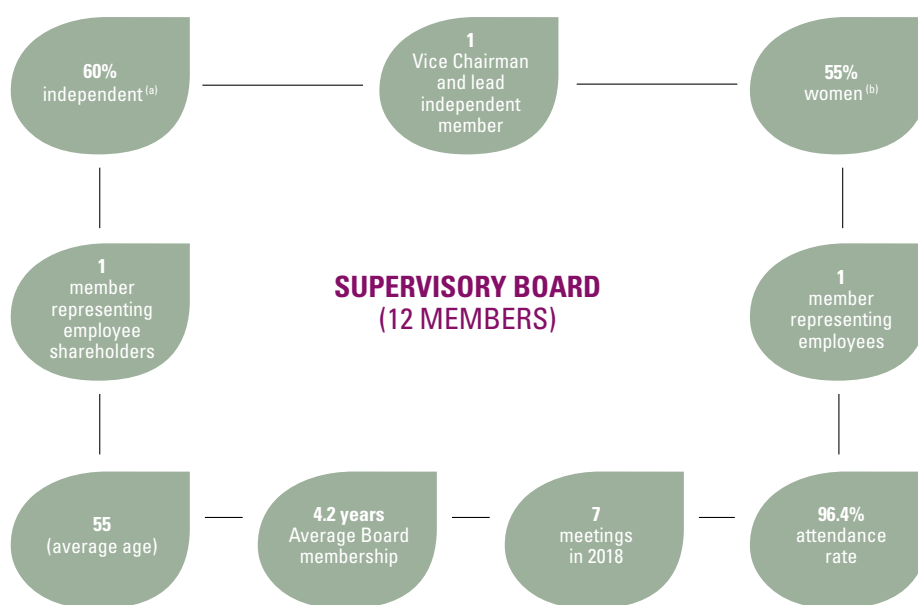 60%
independent (a)
1
Vice Chairman
and lead
independent
member
55%
women (b)
1
member
representing
employee
shareholders
SUPERVISORY BOARD
(12 MEMBERS)
1
member
representing
employees
55
(average age)
4.2 years
Average Board
membership
7
meetings
in 2018
96.4%
attendance
rate